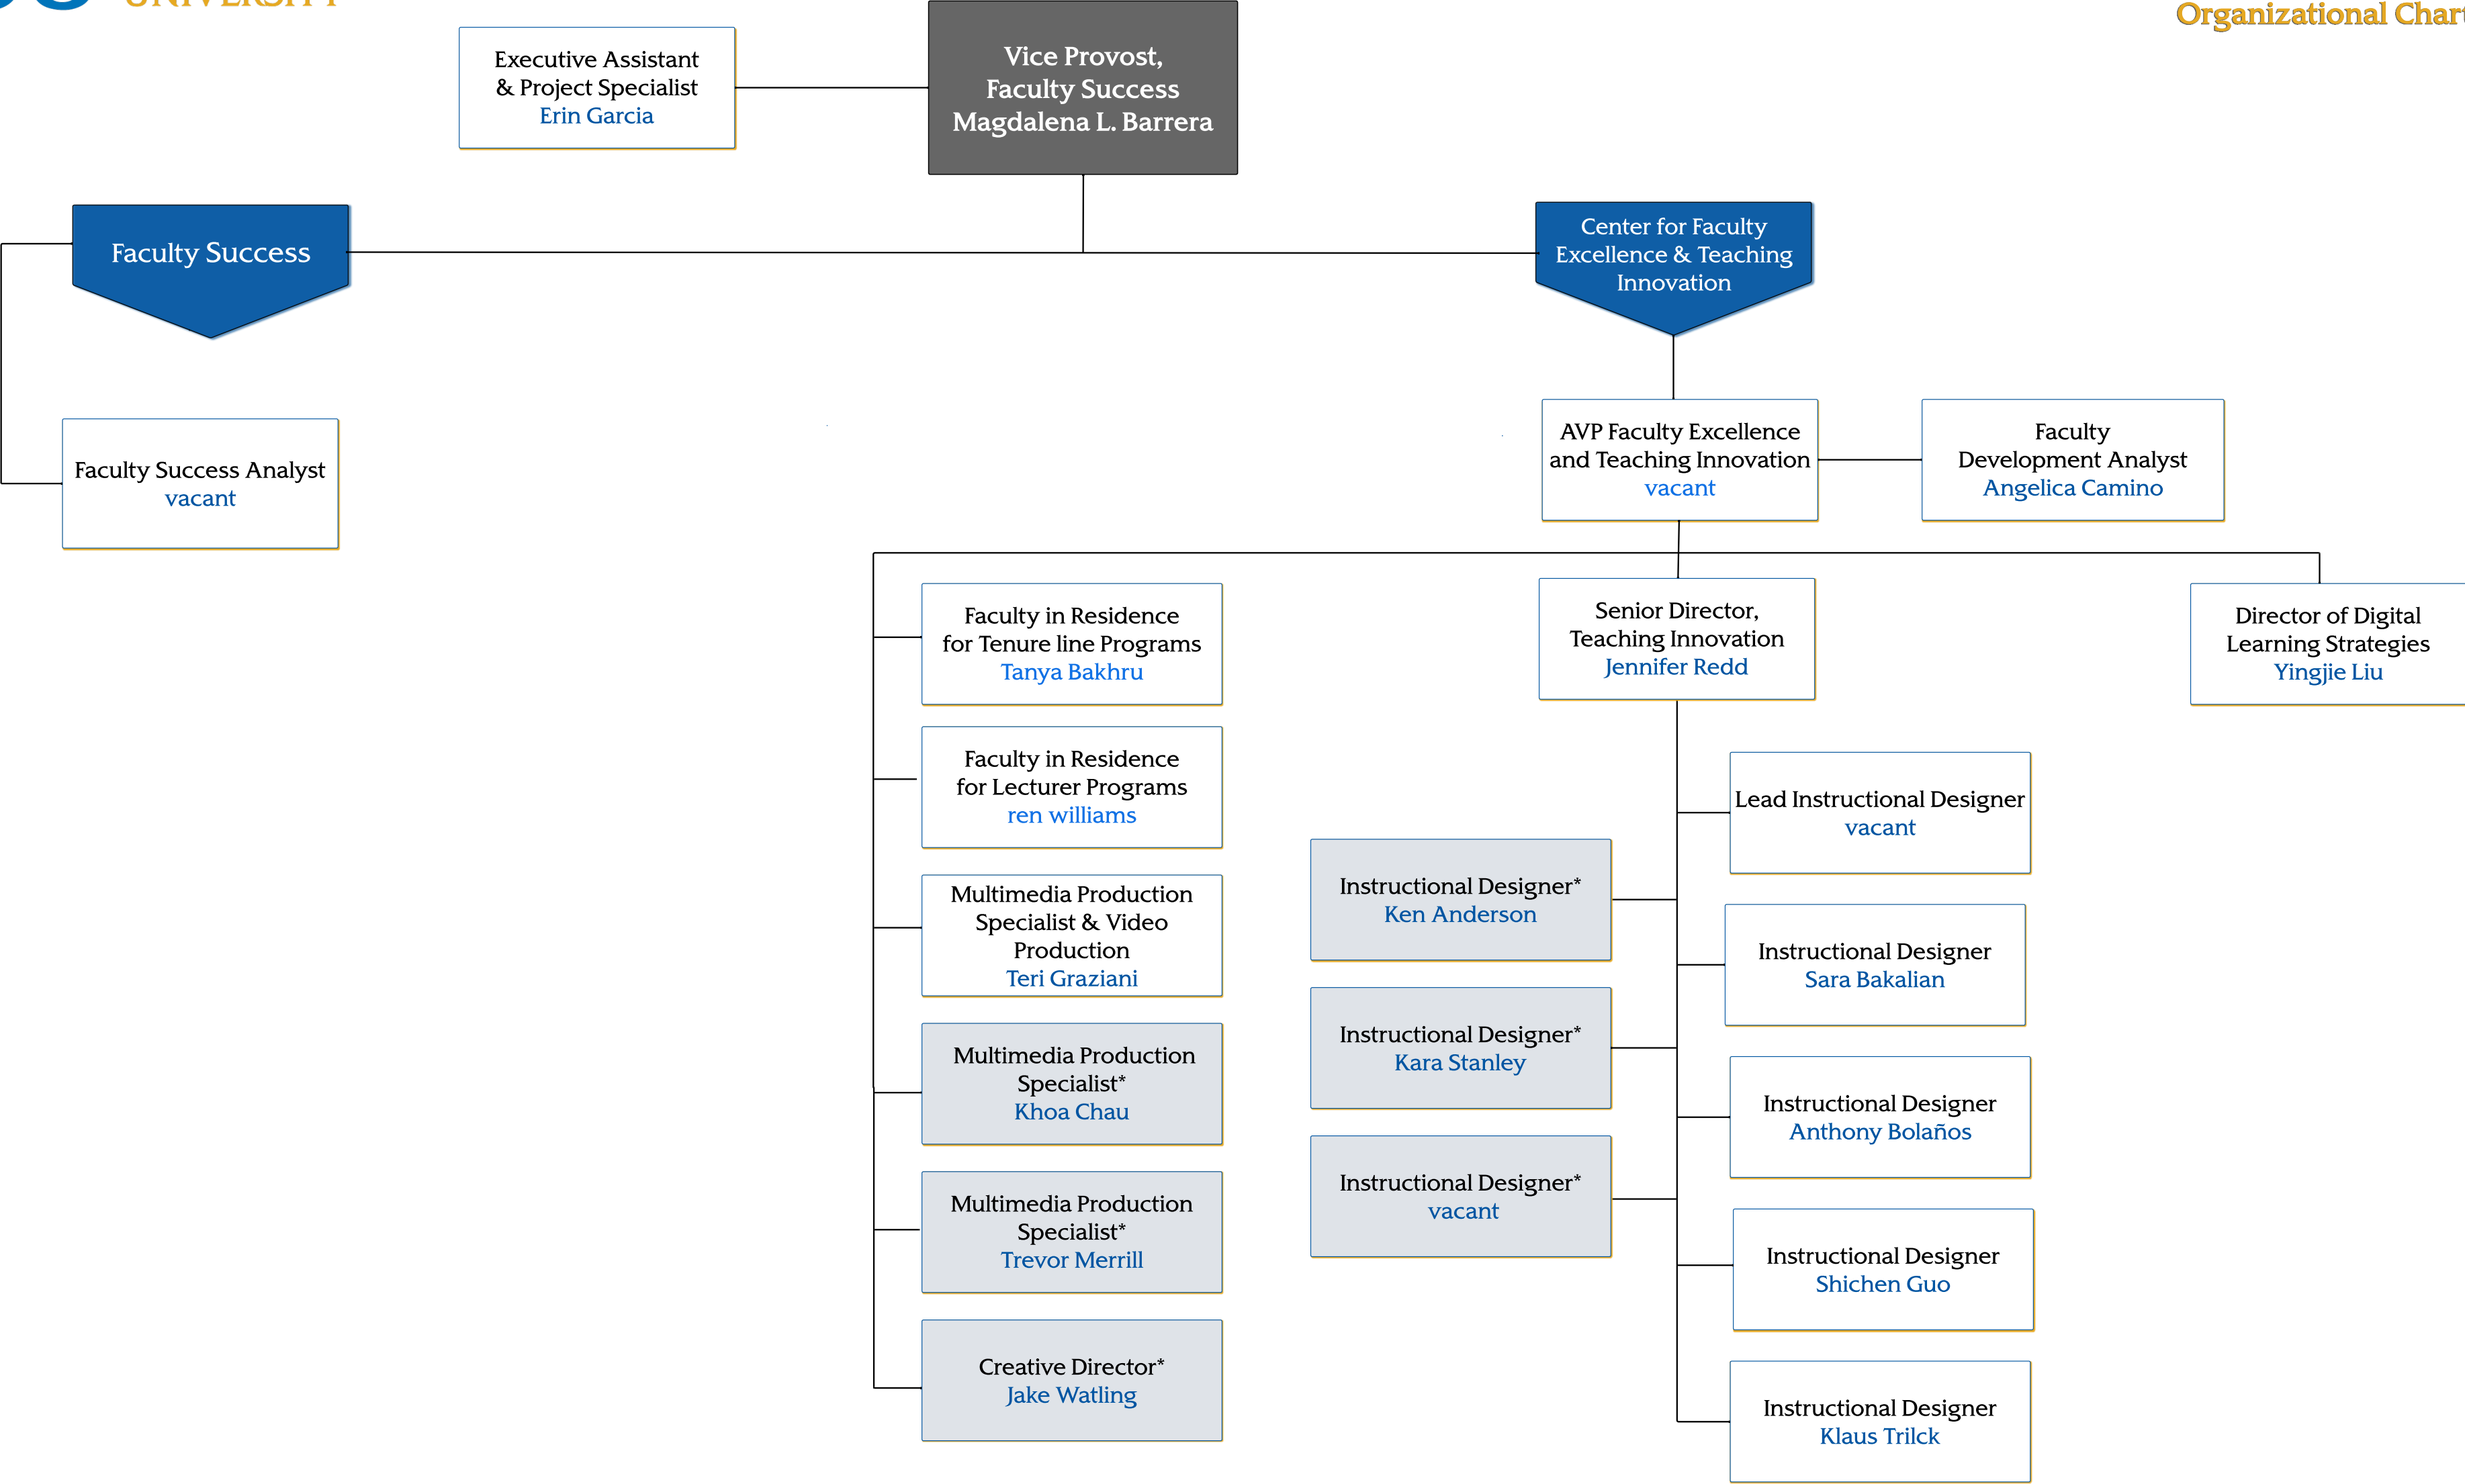 UNIVERSITY
Organizational Chart
Executive Assistant
& Project Specialist
Erin Garcia
Vice Provost,
Faculty Success
Magdalena L. Barrera
Faculty Success
Center for Faculty
Excellence & Teaching
Innovation
Faculty Success Analyst
vacant
AVP Faculty Excellence
and Teaching Innovation
vacant
Faculty
Development Analyst
Angelica Camino
Faculty in Residence
for Tenure line Programs
Tanya Bakhru
Senior Director,
Teaching Innovation
Jennifer Redd
Director of Digital
Learning Strategies
Yingjie Liu
Faculty in Residence
for Lecturer Programs
ren williams
Multimedia Production
Specialist & Video
Production
Teri Graziani
Multimedia Production
Specialist*
Khoa Chau
Multimedia Production
Specialist*
Trevor Merrill
Creative Director*
Jake Watling
Instructional Designer*
Ken Anderson
Instructional Designer*
Kara Stanley
Instructional Designer*
vacant
Lead Instructional Designer
vacant
Instructional Designer
Sara Bakalian
Instructional Designer
Anthony Bolaños
Instructional Designer
Shichen Guo
Instructional Designer
Klaus Trilck